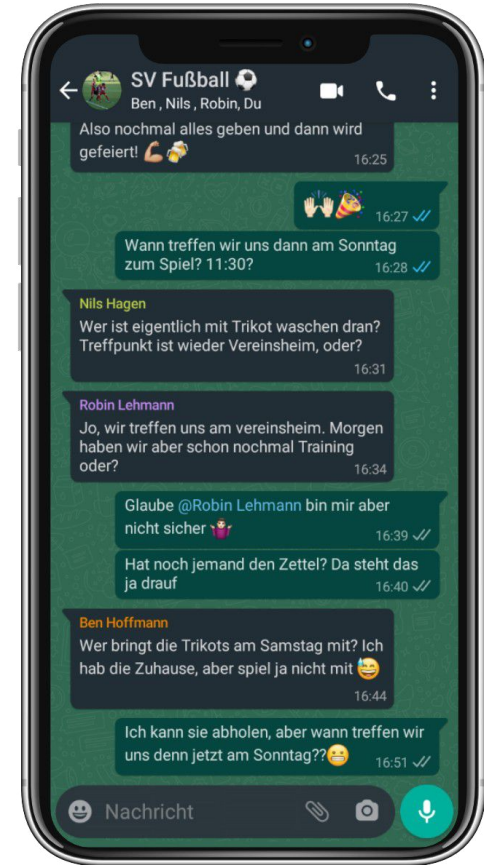 SV Fußball ⚽
Ben , Nils , Robin, Du
Also nochmal alles geben und dann wird
gefeiert! 💪🏽🍻
16:25
🙌🏻🎉 16:27
Wann treffen wir uns dann am Sonntag
zum Spiel? 11:30?
16:28
Nils Hagen
Wer ist eigentlich mit Trikot waschen dran?
Treffpunkt ist wieder Vereinsheim, oder?
16:31
Robin Lehmann
Jo, wir treffen uns am vereinsheim. Morgen
haben wir aber schon nochmal Training
oder?
16:34
Glaube @Robin Lehmann bin mir aber
nicht sicher 🤷🏻‍♀️
16:39
Hat noch jemand den Zettel? Da steht das
ja drauf
16:40
Ben Hoffmann
Wer bringt die Trikots am Samstag mit? Ich
hab die Zuhause, aber spiel ja nicht mit 😅
16:44
Ich kann sie abholen, aber wann treffen wir
uns denn jetzt am Sonntag??😬
16:51
Nachricht